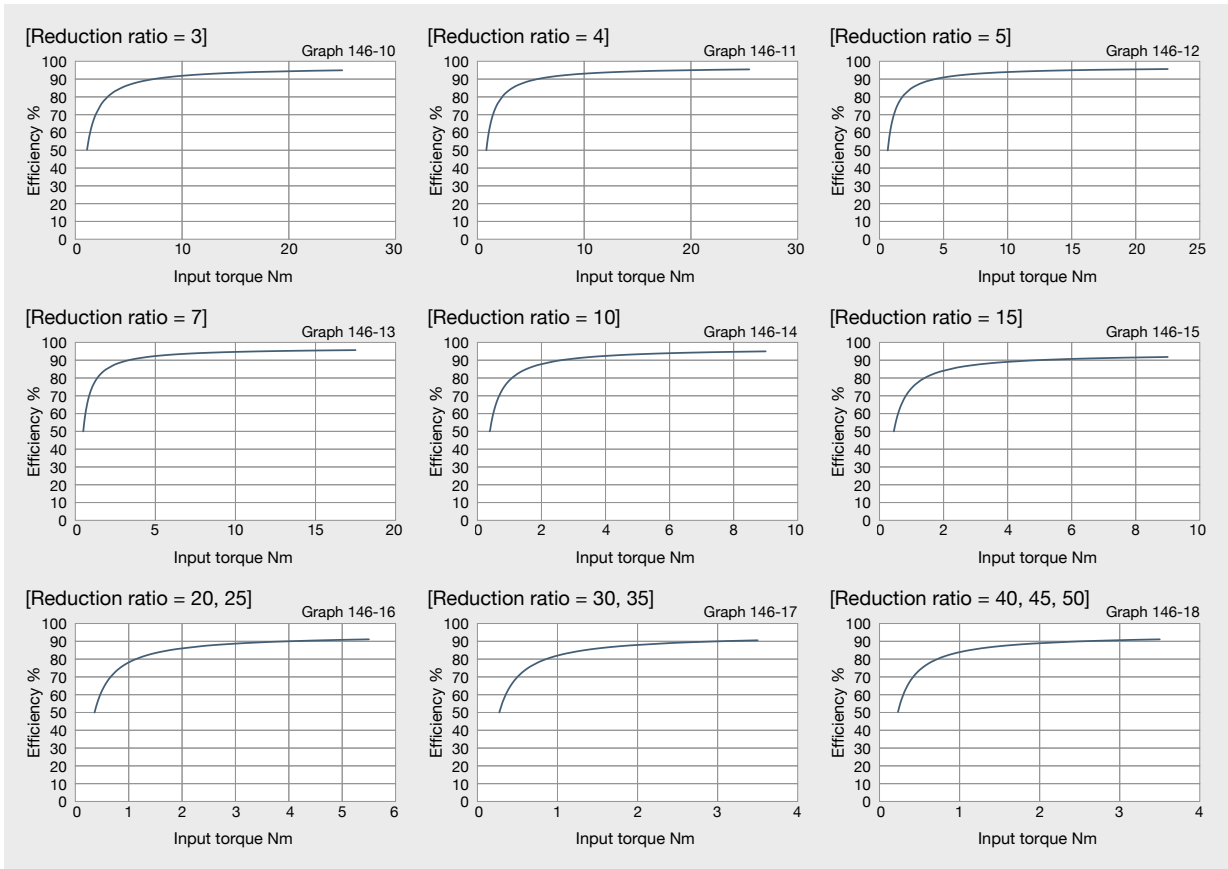 [Reduction ratio = 3]
Graph 146-10
100
90
80
70
60
50
40
30
20
10
0
Efficiency %
0 10 20 30
Input torque Nm
[Reduction ratio = 4]
Graph 146-11
100
90
80
70
60
50
40
30
20
10
0
Efficiency %
0 10 20 30
Input torque Nm
[Reduction ratio = 5]
Graph 146-12
100
90
80
70
60
50
40
30
20
10
0
Efficiency %
0 5 10 15 20 25
Input torque Nm
[Reduction ratio = 7]
Graph 146-13
100
90
80
70
60
50
40
30
20
10
0
Efficiency %
0 5 10 15 20
Input torque Nm
[Reduction ratio = 10]
Graph 146-14
100
90
80
70
60
50
40
30
20
10
0
Efficiency %
0 2 4 6 8 10
Input torque Nm
[Reduction ratio = 15]
Graph 146-15
100
90
80
70
60
50
40
30
20
10
0
Efficiency %
0 2 4 6 8 10
Input torque Nm
[Reduction ratio = 20, 25]
Graph 146-16
100
90
80
70
60
50
40
30
20
10
0
Efficiency %
0 1 2 3 4 5 6
Input torque Nm
[Reduction ratio = 30, 35]
Graph 146-17
100
90
80
70
60
50
40
30
20
10
0
Efficiency %
0 1 2 3 4
Input torque Nm
[Reduction ratio = 40, 45, 50]
Graph 146-18
100
90
80
70
60
50
40
30
20
10
0
Efficiency %
0 1 2 3 4
Input torque Nm